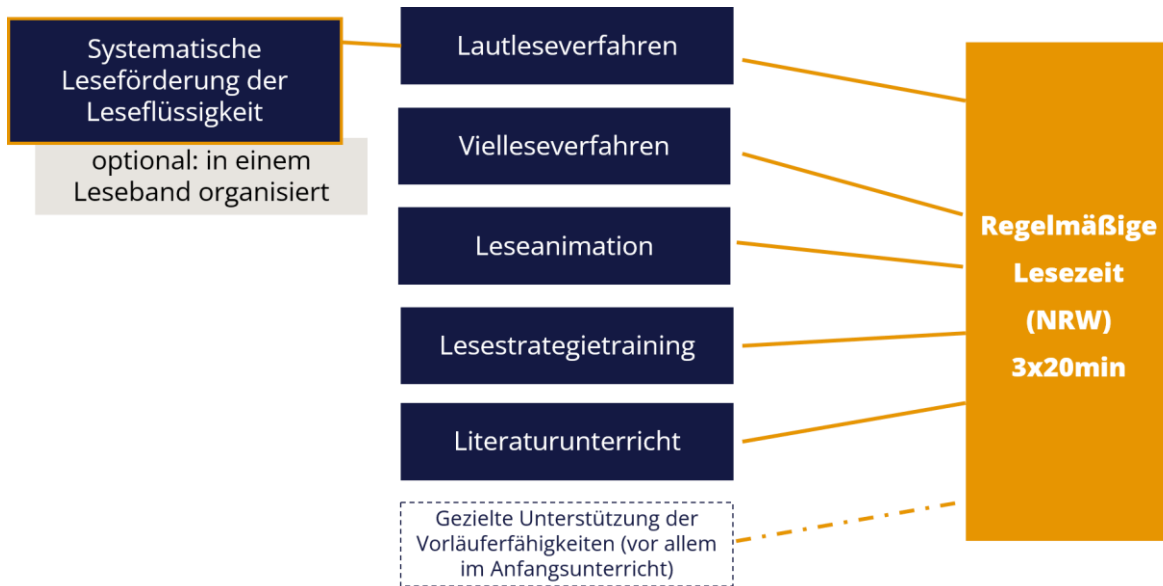 Systematische
Leseförderung der
Leseflüssigkeit
optional: in einem
Leseband organisiert
Lautleseverfahren
Vielleseverfahren
Leseanimation
Lesestrategietraining
Literaturunterricht
Gezielte Unterstützung der
Vorläuferfähigkeiten (vor allem
im Anfangsunterricht)
Regelmäßige
Lesezeit
(NRW)
3x20min